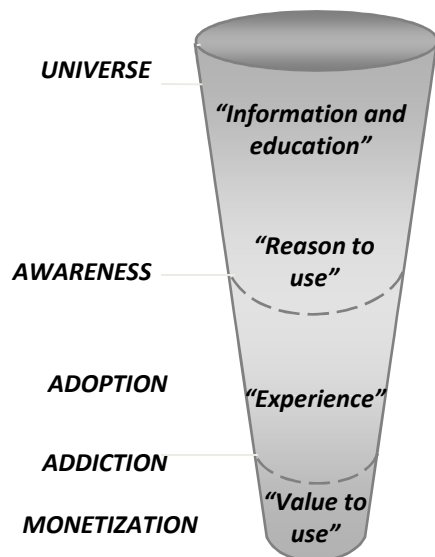 UNIVERSE
“Information and
education”
“Reason to
use”
AWARENESS
ADOPTION
“Experience”
ADDICTION
“Value to
use”
MONETIZATION